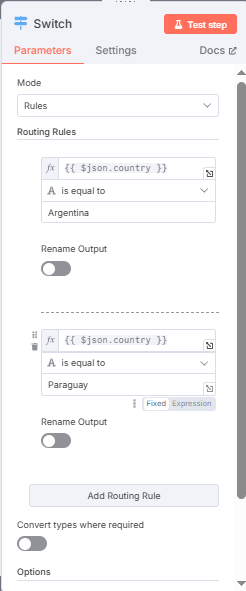 Switch
Test step
Parameters
Settings
Docs
Mode
Rules
Routing Rules
fx {{ $json.country }}
A is equal to
Argentina
Rename Output
fx {{ $json.country }}
A is equal to
Paraguay
Fixed Expression
Rename Output
Add Routing Rule
Convert types where required
Options